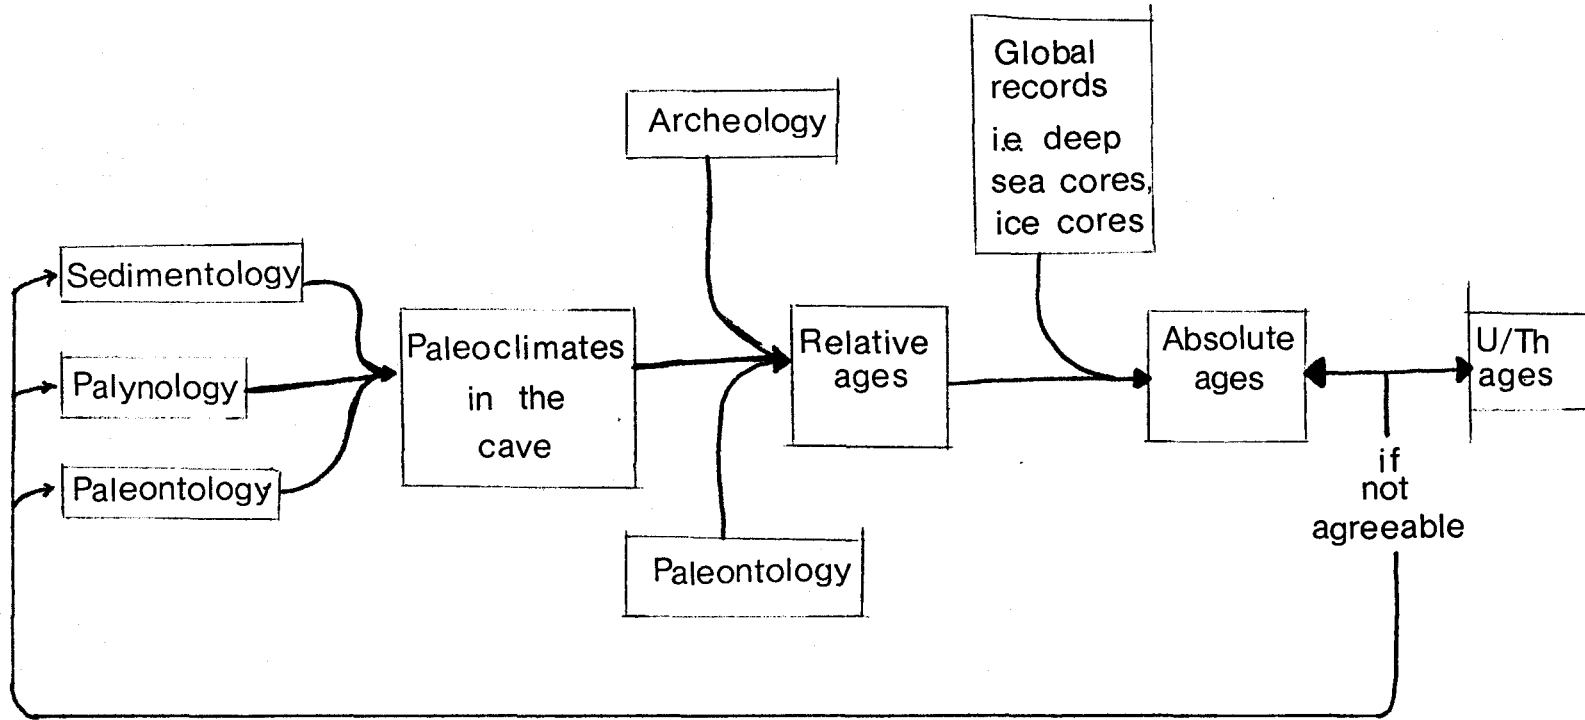 Global
records
i.e. deep
sea cores,
ice cores
Archeology
Sedimentology
Palynology
Paleontology
Paleoclimates
in the
cave
Relative
ages
Paleontology
Absolute
ages
U/Th
ages
if
not
agreeable